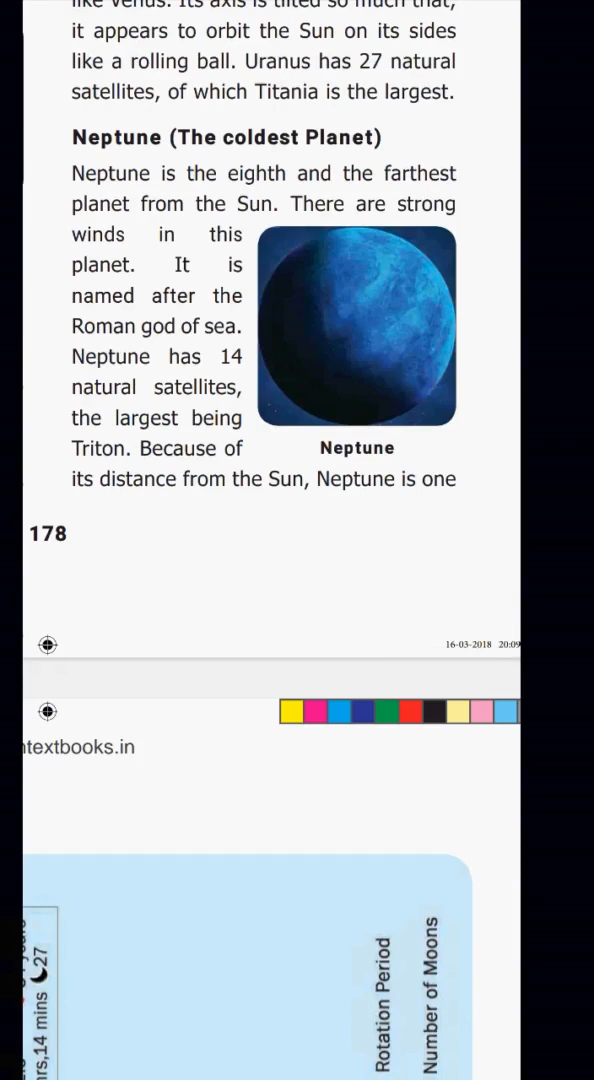 like Venus. Its axis is tilted so much that,
it appears to orbit the Sun on its sides
like a rolling ball. Uranus has 27 natural
satellites, of which Titania is the largest.
Neptune (The coldest Planet)
Neptune is the eighth and the farthest
planet from the Sun. There are strong
winds in this
planet. It is
named after the
Roman god of sea.
Neptune has 14
natural satellites,
the largest being
Triton. Because of
Neptune
its distance from the Sun, Neptune is one
178
16-03-2018 20:09
ntextbooks.in
14 mins 27
Rotation Period
Number of Moons